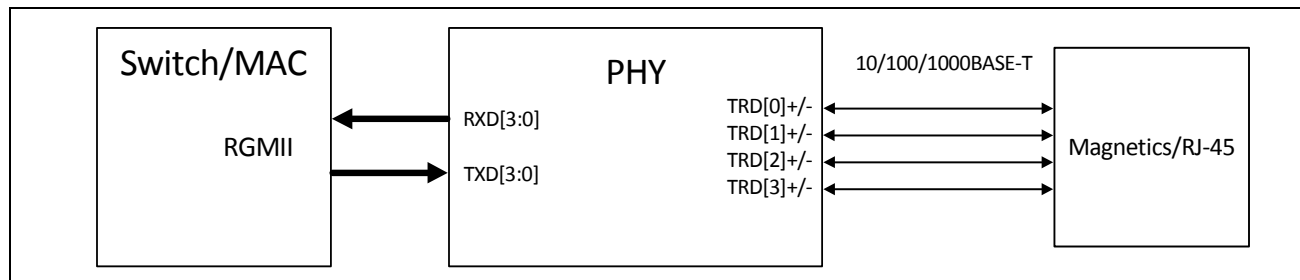 Switch/MAC
RGMII
PHY
RXD[3:0]
TXD[3:0]
TRD[0]+/-
TRD[1]+/-
TRD[2]+/-
TRD[3]+/-
10/100/1000BASE-T
Magnetics/RJ-45